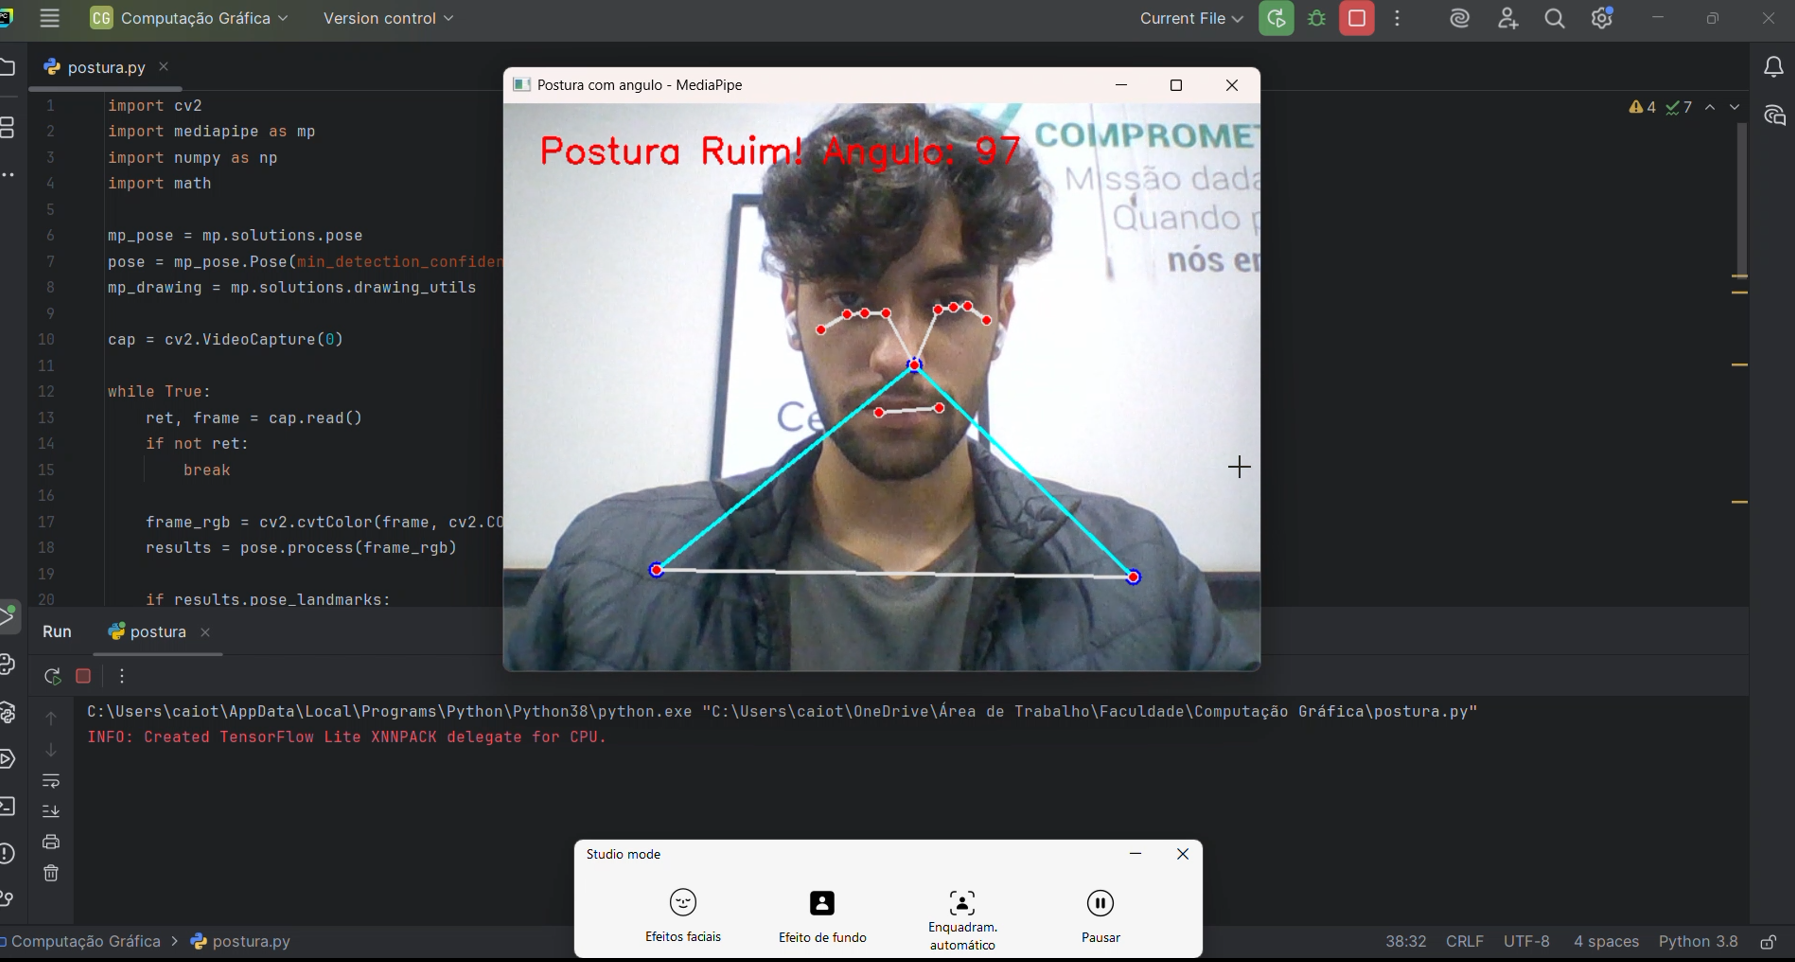 CG Computação Gráfica
Version control
Current File
postura.py
4
7
1 import cv2
2 import mediapipe as mp
3 import numpy as np
4 import math
5
6 mp_pose = mp.solutions.pose
7 pose = mp_pose.Pose(min_detection_confiden
8 mp_drawing = mp.solutions.drawing_utils
9
10 cap = cv2.VideoCapture(0)
11
12 while True:
13 ret, frame = cap.read()
14 if not ret:
15 break
16
17 frame_rgb = cv2.cvtColor(frame, cv2.CO
18 results = pose.process(frame_rgb)
19
20 if results.pose_landmarks:
Postura com angulo - MediaPipe
Postura Ruim! Angulo: 97
COMPROMET
Missão dada
Quando p
nós er
Ce
Run
postura
C:\Users\caiot\AppData\Local\Programs\Python\Python38\python.exe "C:\Users\caiot\OneDrive\Área de Trabalho\Faculdade\Computação Gráfica\postura.py"
INFO: Created TensorFlow Lite XNNPACK delegate for CPU.
Studio mode
Efeitos faciais
Efeito de fundo
Enquadram.
automático
Pausar
Computação Gráfica > postura.py
38:32
CRLF
UTF-8
4 spaces
Python 3.8